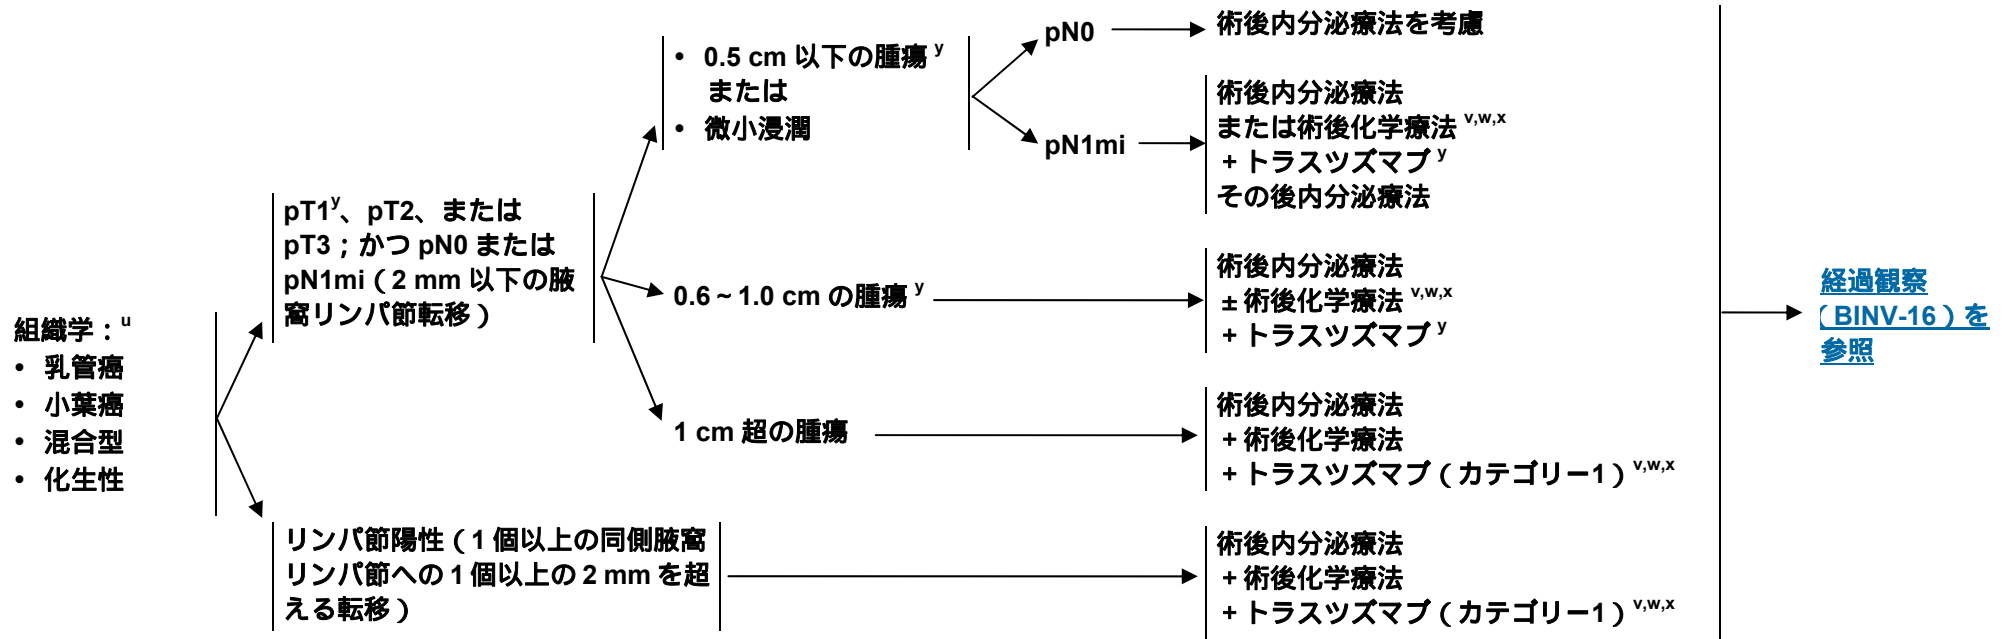 組織学：u
• 乳管癌
• 小葉癌
• 混合型
• 化生性
pT1y、pT2、または
pT3；かつ pN0 または
pN1mi（2 mm 以下の腋
窩リンパ節転移）
リンパ節陽性（1 個以上の同側腋窩
リンパ節への 1 個以上の 2 mm を超
える転移）
• 0.5 cm 以下の腫瘍 y
または
• 微小浸潤
0.6～1.0 cm の腫瘍 y
1 cm 超の腫瘍
pN0
pN1mi
術後内分泌療法を考慮
術後内分泌療法
または術後化学療法 v,w,x
+ トラスツズマブ y
その後内分泌療法
術後内分泌療法
± 術後化学療法 v,w,x
+ トラスツズマブ y
術後内分泌療法
+ 術後化学療法
+ トラスツズマブ（カテゴリー1）v,w,x
術後内分泌療法
+ 術後化学療法
+ トラスツズマブ（カテゴリー1）v,w,x
経過観察
（BINV-16）を
参照